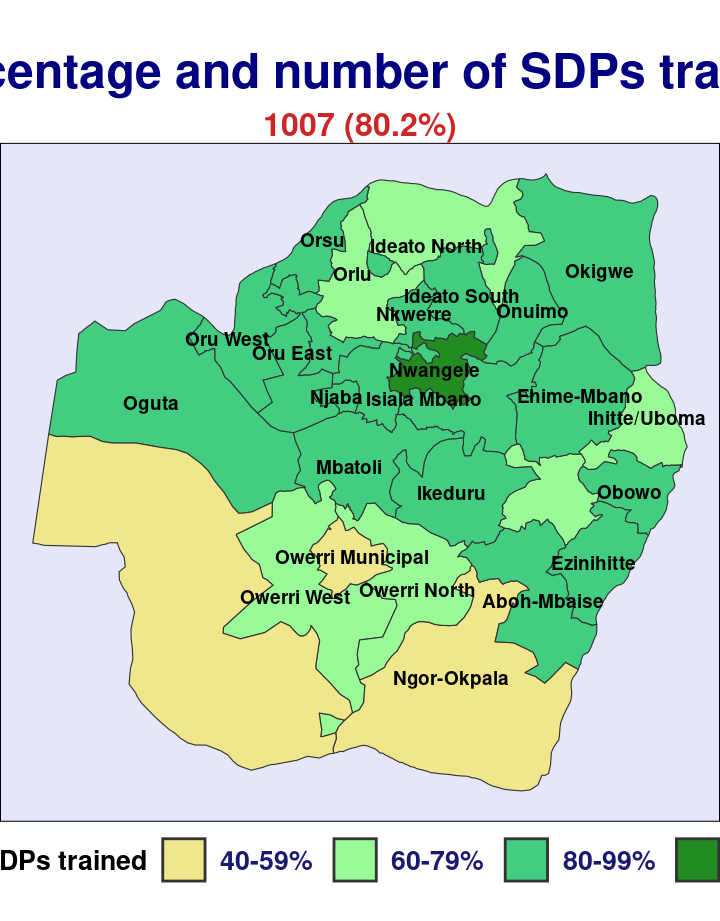 centage and number of SDPs tra
1007 (80.2%)
Orsu
Ideato North
Orlu
Okigwe
Ideato South
Nkwerre
Onuimo
Oru West
Oru East
Nwangele
Njaba
Isiala Mbano
Ehime-Mbano
Oguta
Ihitte/Uboma
Mbatoli
Ikeduru
Obowo
Owerri Municipal
Ezinihitte
Owerri West
Owerri North
Aboh-Mbaise
Ngor-Okpala
DPs trained 40-59% 60-79% 80-99%